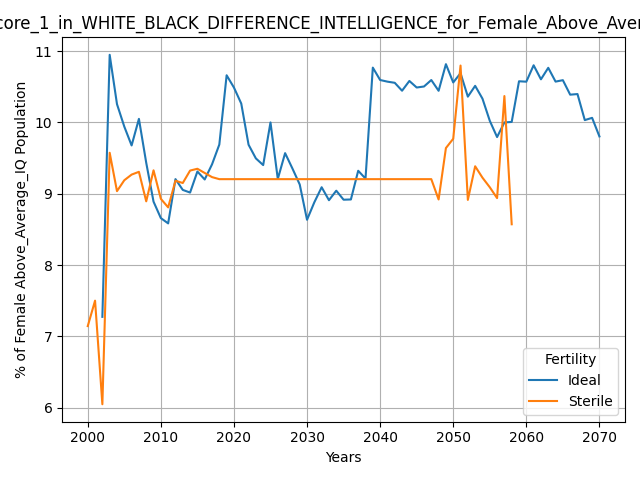 core_1_in_WHITE_BLACK_DIFFERENCE_INTELLIGENCE_for_Female_Above_Aver
% of Female Above_Average_IQ Population
11
10
9
8
7
6
2000 2010 2020 2030 2040 2050 2060 2070
Years
Fertility
Ideal
Sterile